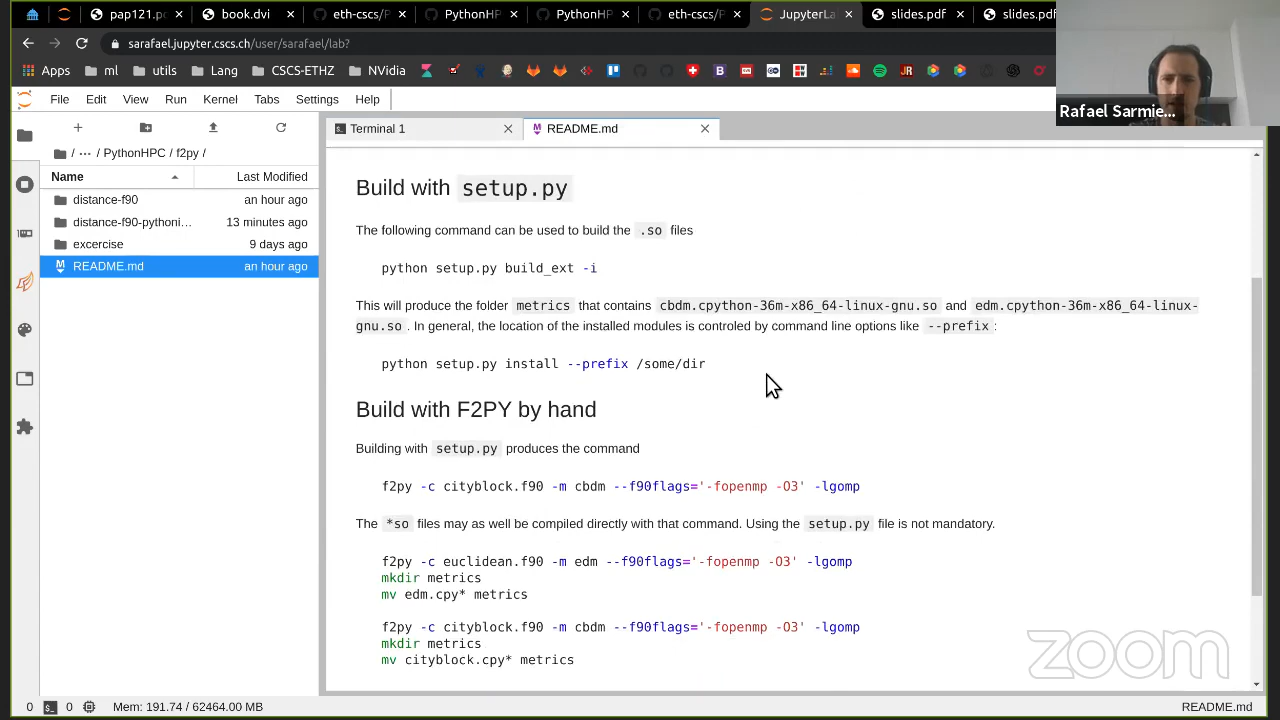 pap121.p
book.dvi
eth-cscs/P
PythonHP
PythonHP
eth-cscs/P
JupyterLa
slides.pdf
slides.pdf
sarafael.jupyter.cscs.ch/user/sarafael/lab?
Apps
ml
utils
Lang
CSCS-ETHZ
NVidia
Rafael Sarmie...
File Edit View Run Kernel Tabs Settings Help
Terminal 1
README.md
/ ··· / PythonHPC / f2py /
Name
Last Modified
distance-f90
an hour ago
distance-f90-pythoni...
13 minutes ago
excercise
9 days ago
README.md
an hour ago
Build with setup.py
The following command can be used to build the .so files
python setup.py build_ext -i
This will produce the folder metrics that contains cbdm.cpython-36m-x86_64-linux-gnu.so and edm.cpython-36m-x86_64-linux-
gnu.so . In general, the location of the installed modules is controled by command line options like --prefix :
python setup.py install --prefix /some/dir
Build with F2PY by hand
Building with setup.py produces the command
f2py -c cityblock.f90 -m cbdm --f90flags='-fopenmp -O3' -lgomp
The *so files may as well be compiled directly with that command. Using the setup.py file is not mandatory.
f2py -c euclidean.f90 -m edm --f90flags='-fopenmp -O3' -lgomp
mkdir metrics
mv edm.cpy* metrics
f2py -c cityblock.f90 -m cbdm --f90flags='-fopenmp -O3' -lgomp
mkdir metrics
mv cityblock.cpy* metrics
zoom
0
0
Mem: 191.74 / 62464.00 MB
README.md